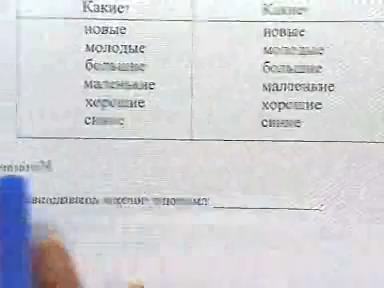 Какие? Какие?
новые новые
молодые молодые
большие большие
маленькие маленькие
хорошие хорошие
синие синие